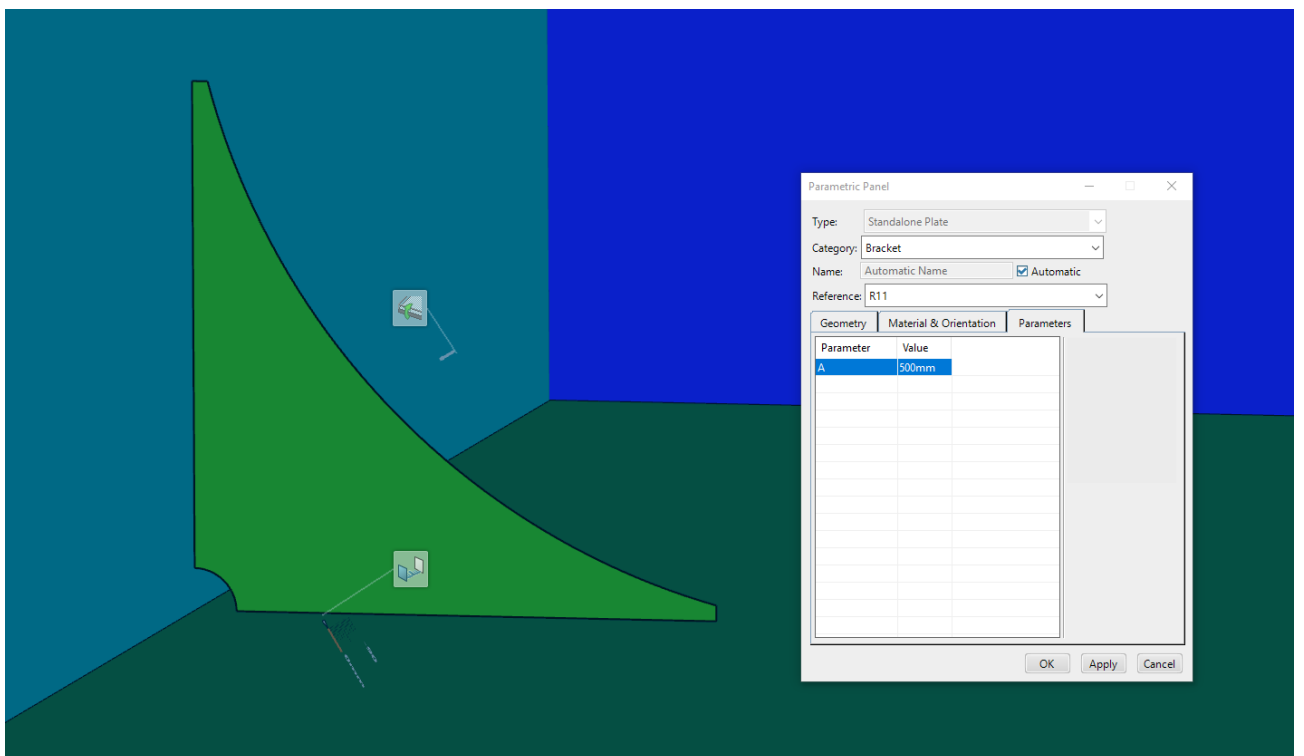 Parametric Panel
Type: Standalone Plate
Category: Bracket
Name: Automatic Name Automatic
Reference: R11
Geometry Material & Orientation Parameters
Parameter Value
A 500mm
OK Apply Cancel